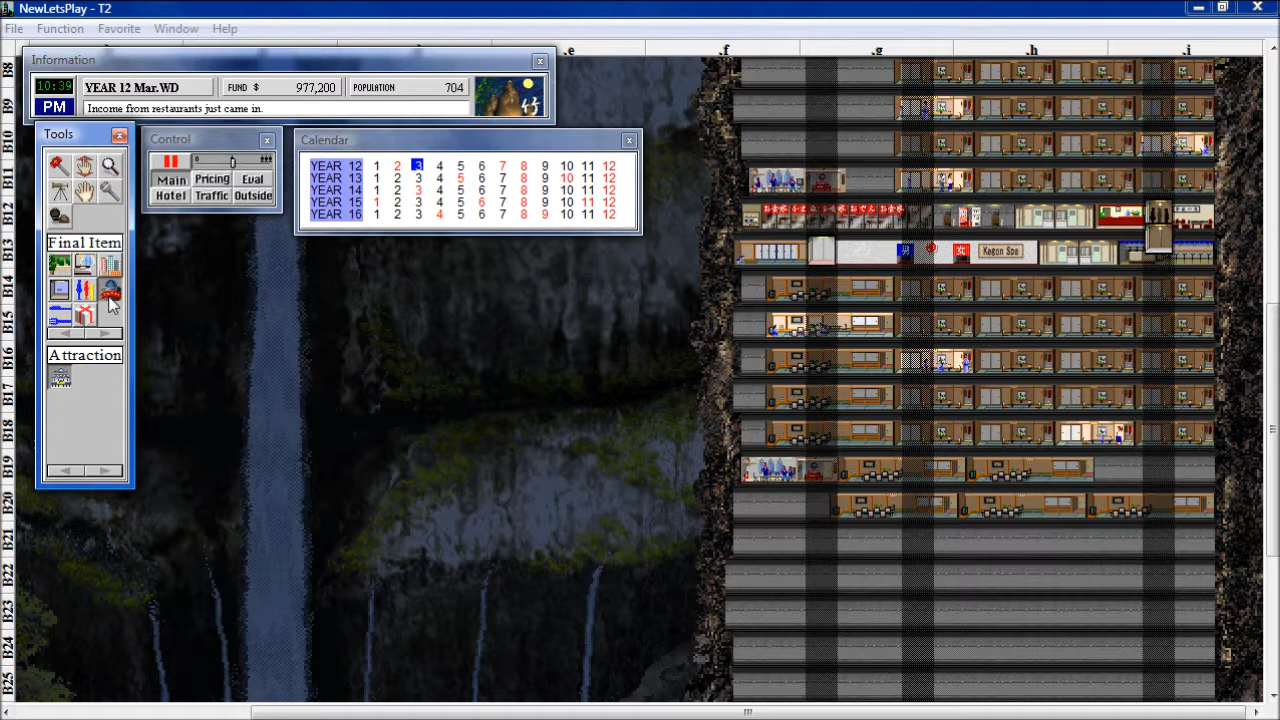 NewLetsPlay - T2
File Function Favorite Window Help
,e ,f ,g ,h ,i
Information
10:39 YEAR 12 Mar.WD FUND $ 977,200 POPULATION 704
PM Income from restaurants just came in.
Tools
Control
Calendar
0
Main Pricing Eval
Hotel Traffic Outside
YEAR 12 1 2 3 4 5 6 7 8 9 10 11 12
YEAR 13 1 2 3 4 5 6 7 8 9 10 11 12
YEAR 14 1 2 3 4 5 6 7 8 9 10 11 12
YEAR 15 1 2 3 4 5 6 7 8 9 10 11 12
YEAR 16 1 2 3 4 5 6 7 8 9 10 11 12
Final Item
Attraction
Kegon Spa
B8
B9
B10
B11
B12
B13
B14
B15
B16
B17
B18
B19
B20
B21
B22
B23
B24
B25